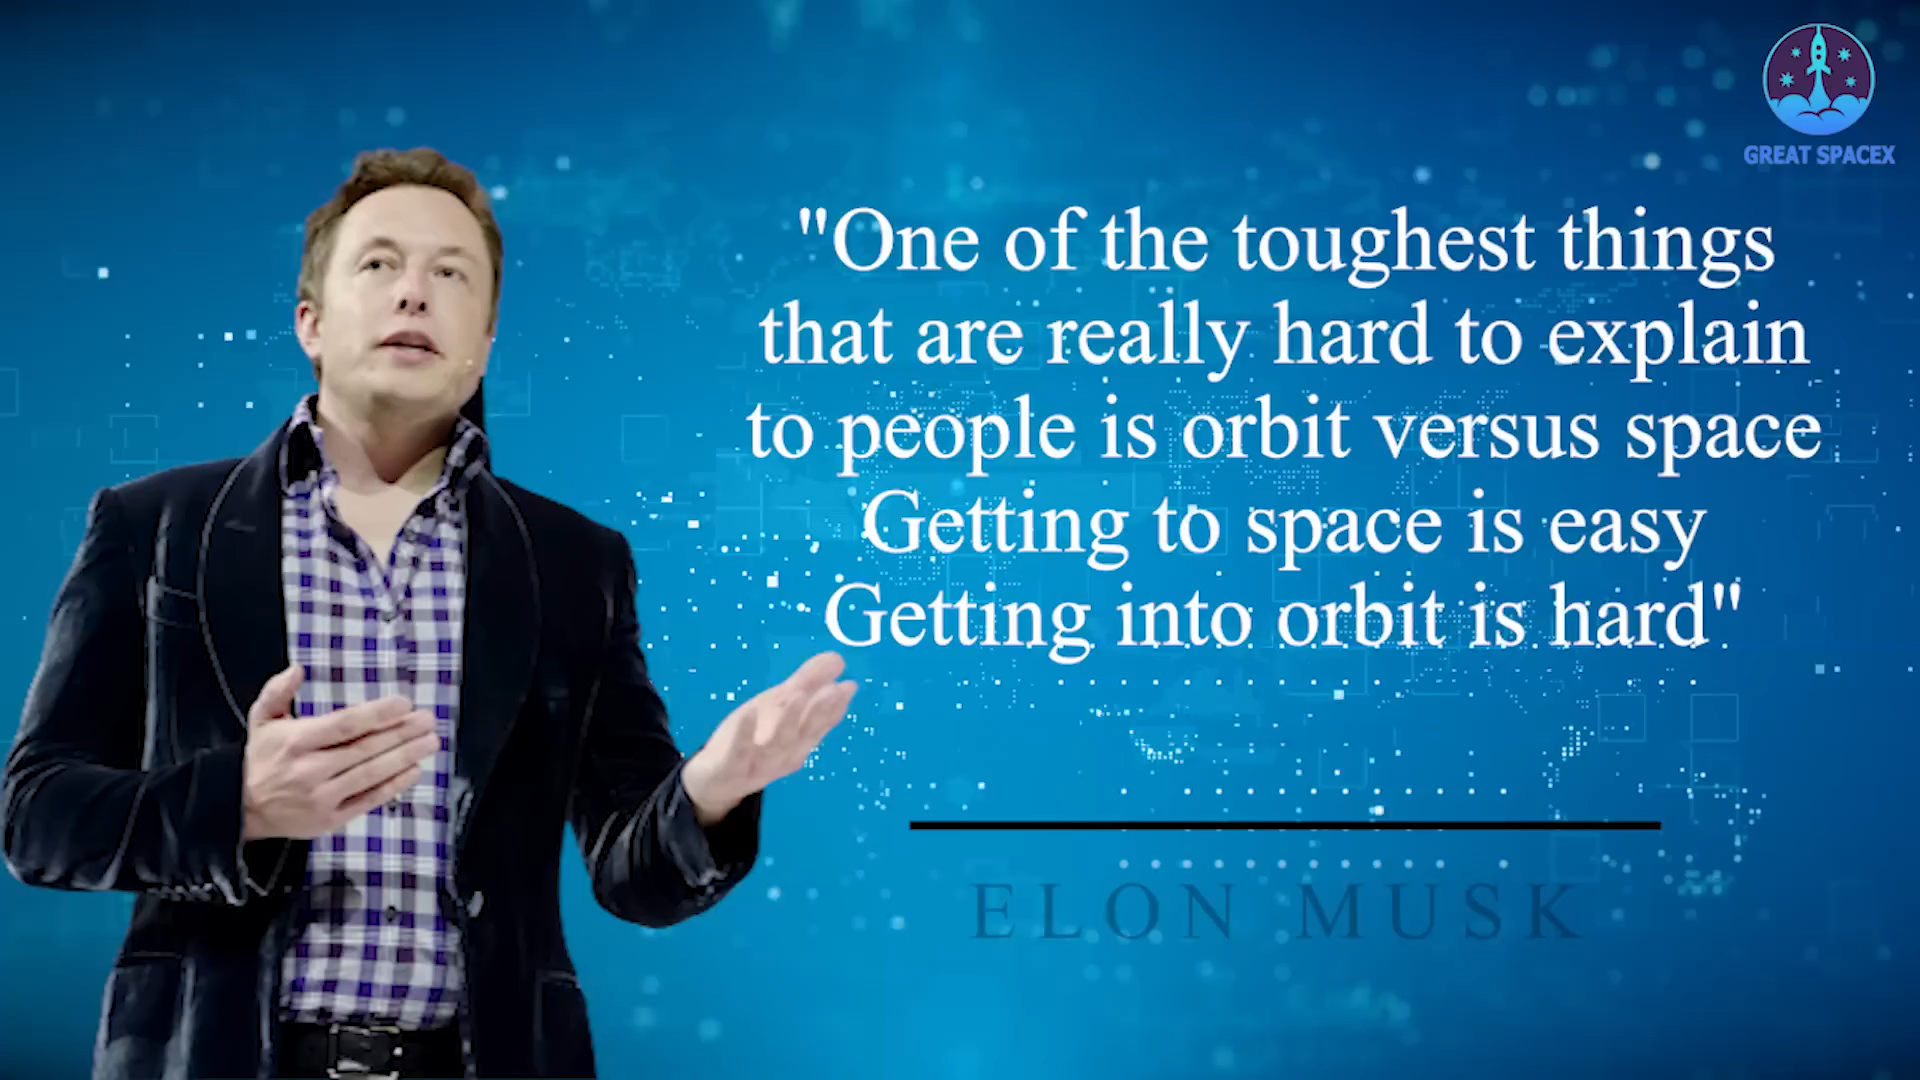 GREAT SPACEX
"One of the toughest things
that are really hard to explain
to people is orbit versus space
Getting to space is easy
Getting into orbit is hard"
ELON MUSK